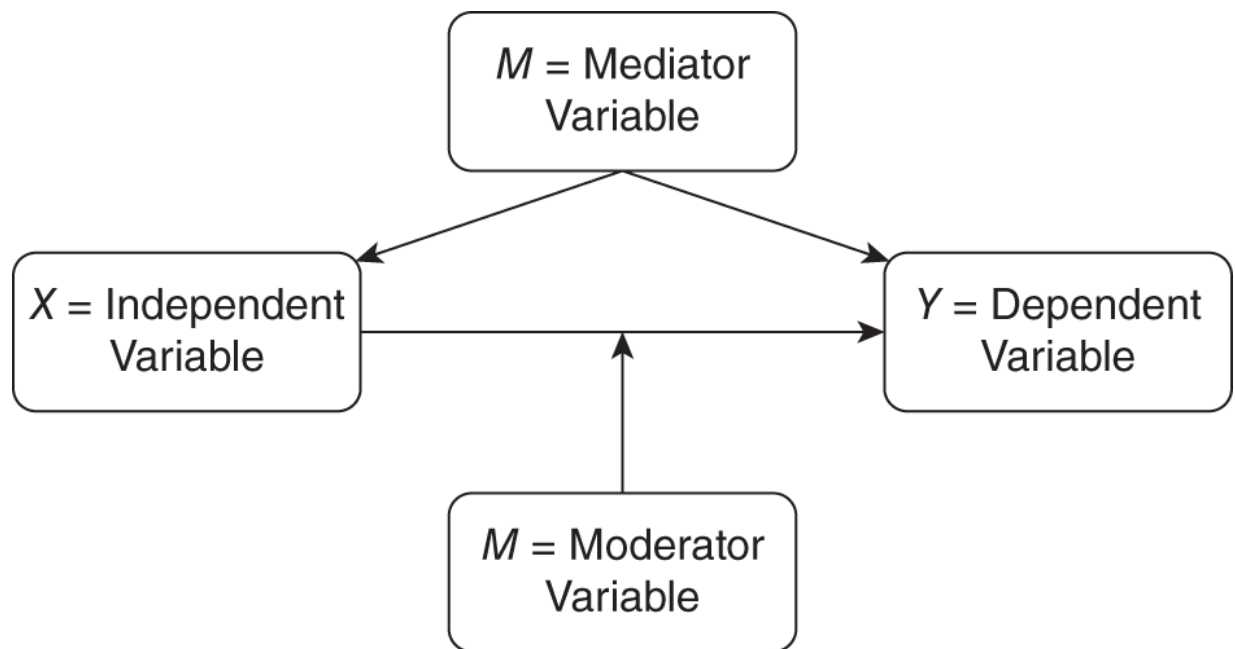 M = Mediator
Variable
X = Independent
Variable
Y = Dependent
Variable
M = Moderator
Variable